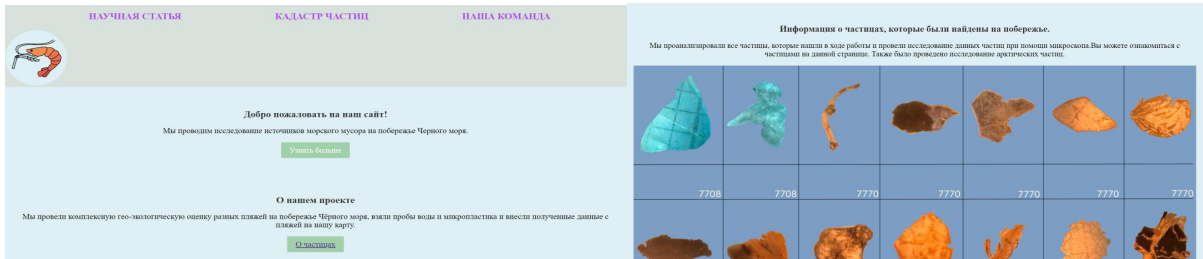 НАУЧНАЯ СТАТЬЯ
КАДАСТР ЧАСТИЦ
НАША КОМАНДА
Добро пожаловать на наш сайт!
Мы проводим исследование источников морского мусора на побережье Черного моря.
Узнать больше
О нашем проекте
Мы провели комплексную гео-экологическую оценку разных пляжей на побережье Чёрного моря, взяли пробы воды и микропластика и внесли полученные данные с
пляжей на нашу карту.
О частицах
Информация о частицах, которые были найдены на побережье.
Мы проанализировали все частицы, которые нашли в ходе работы и провели исследование данных частиц при помощи микроскопа.Вы можете ознакомиться с
частицами на данной странице. Также было проведено исследование арктических частиц.
7708
7708
7770
7770
7770
7770
7770